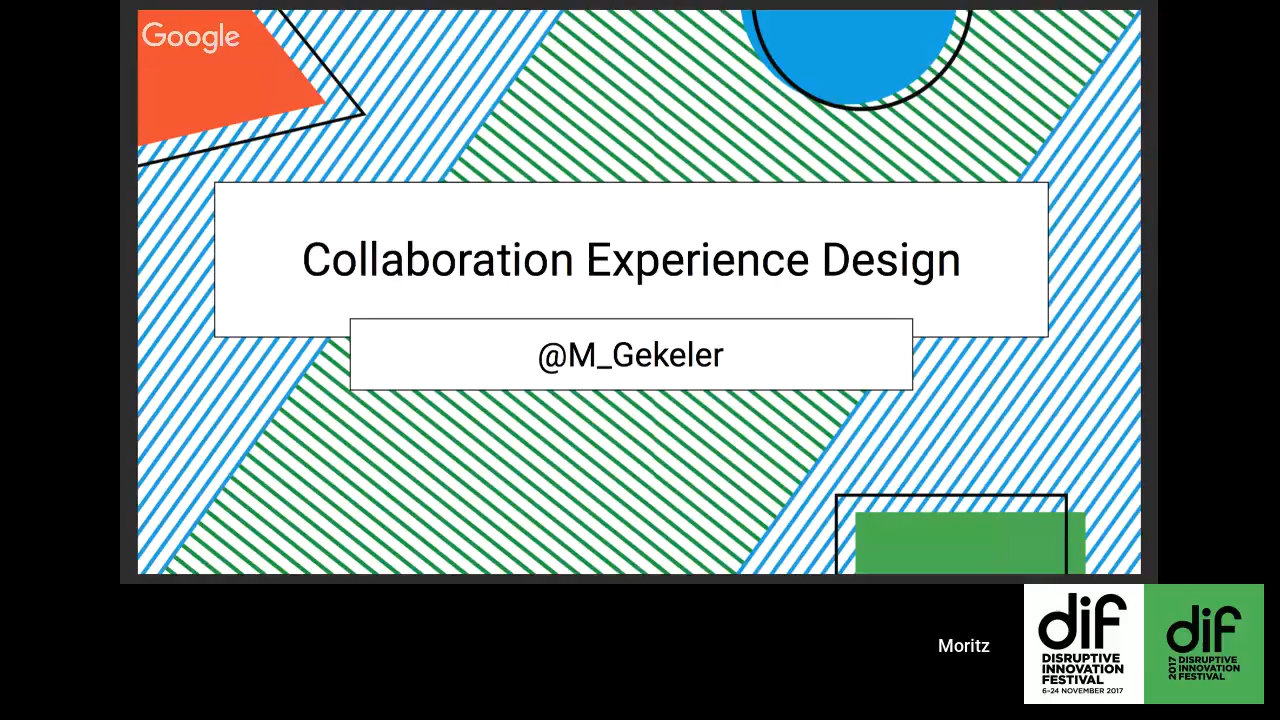 Google
Collaboration Experience Design
@M_Gekeler
Moritz
dif
DISRUPTIVE
INNOVATION
FESTIVAL
6-24 NOVEMBER 2017
dif
2017
DISRUPTIVE
INNOVATION
FESTIVAL